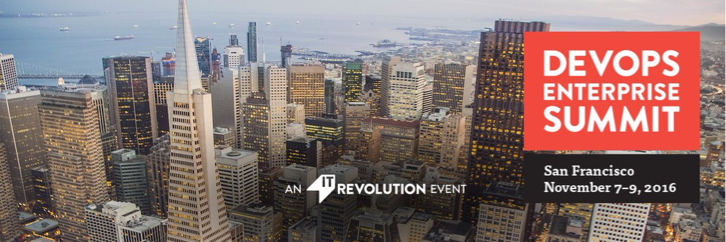 DEVOPS
ENTERPRISE
SUMMIT
San Francisco
November 7–9, 2016
AN IT REVOLUTION EVENT